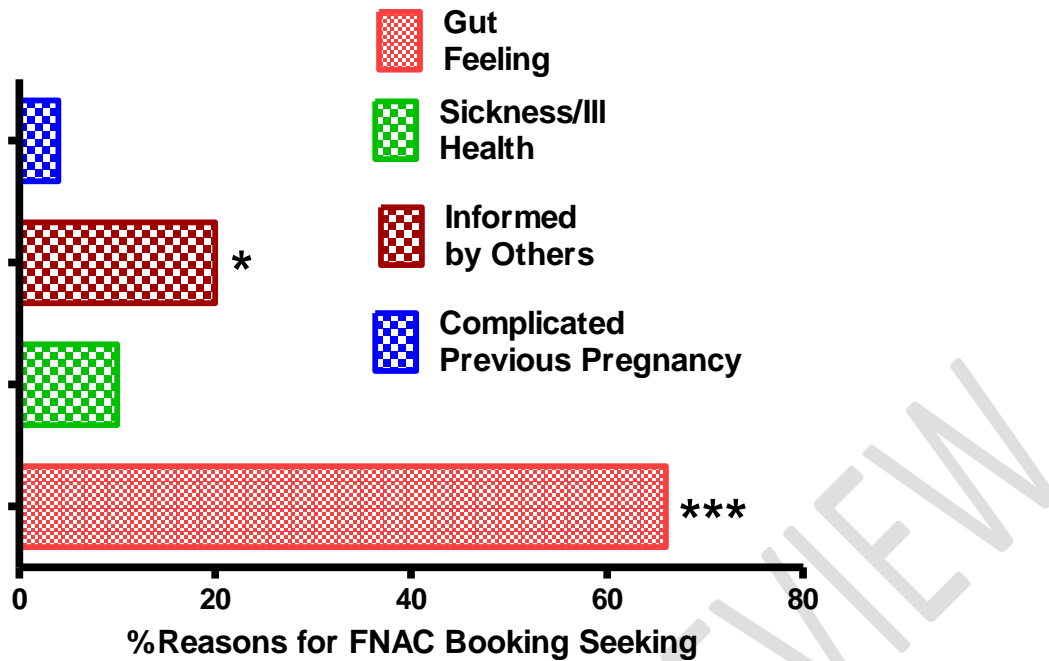 Gut
Feeling
Sickness/Ill
Health
Informed
by Others
Complicated
Previous Pregnancy
*
***
0 20 40 60 80
%Reasons for FNAC Booking Seeking